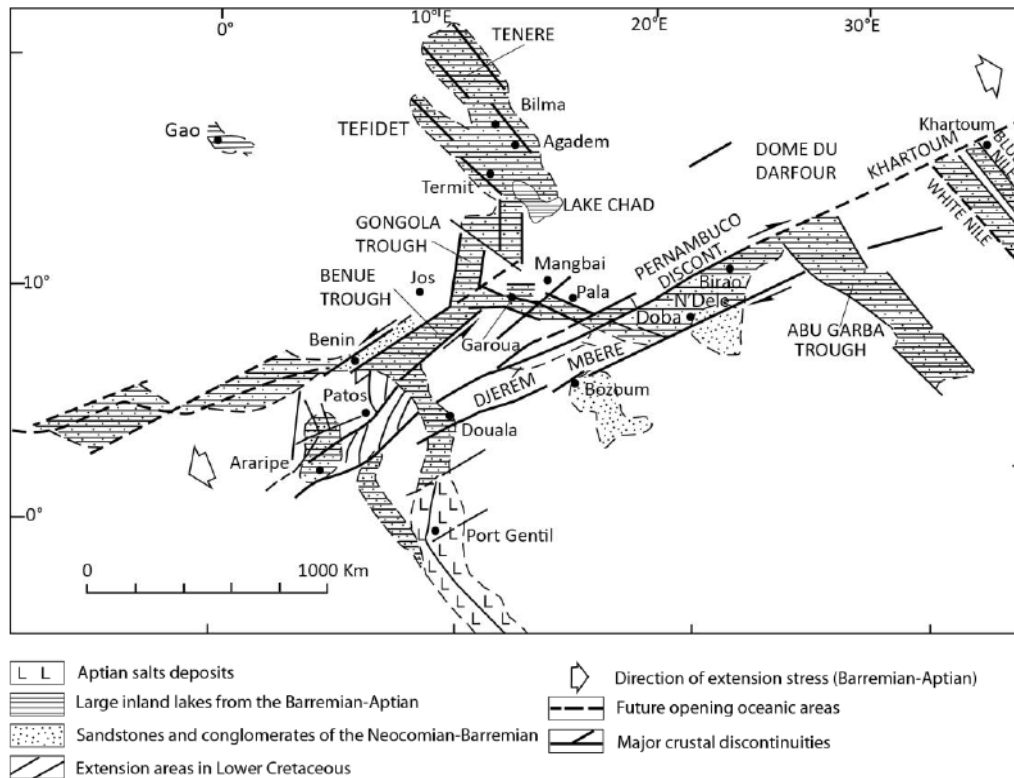 0°
10°E
20°E
30°E
TENERE
Bilma
Gao
TEFIDET
Agadem
Khartoum
DOME DU
DARFOUR
KHARTOUM
BLUE
NILE
WHITE NILE
Termit
LAKE CHAD
GONGOLA
TROUGH
PERNAMBUCO
DISCONT.
10°
BENUE
TROUGH
Jos
Mangbai
Pala
Birao
N'Dele
Doba
ABU GARBA
TROUGH
Benin
Garoua
MBERE
DJEREM
Bozoum
Patos
Douala
Araripe
0°
Port Gentil
0
1000 Km
L L
Aptian salts deposits
Large inland lakes from the Barremian-Aptian
Sandstones and conglomerates of the Neocomian-Barremian
Extension areas in Lower Cretaceous
Direction of extension stress (Barremian-Aptian)
Future opening oceanic areas
Major crustal discontinuities